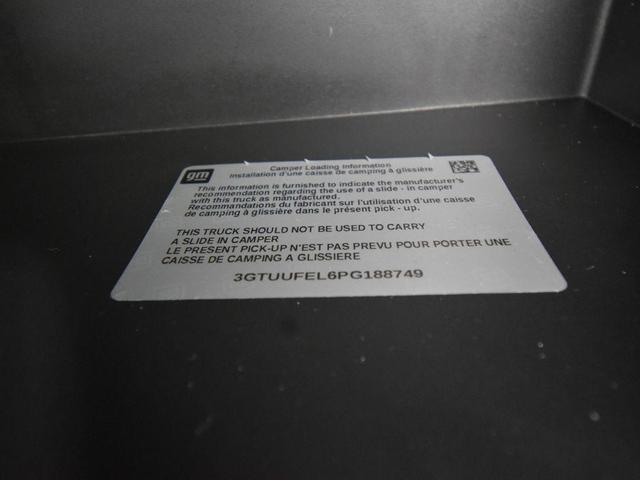 gm
Camper Loading Information
Installation d'une caisse de camping à glissière
This information is furnished to indicate the manufacturer's
recommendation regarding the use of a slide - in camper
with this truck as manufactured.
Recommandations du fabricant sur l'utilisation d'une caisse
de camping à glissière dans le présent pick - up.
THIS TRUCK SHOULD NOT BE USED TO CARRY
A SLIDE IN CAMPER
LE PRESENT PICK-UP N'EST PAS PREVU POUR PORTER UNE
CAISSE DE CAMPING A GLISSIERE
3GTUUFEL6PG188749